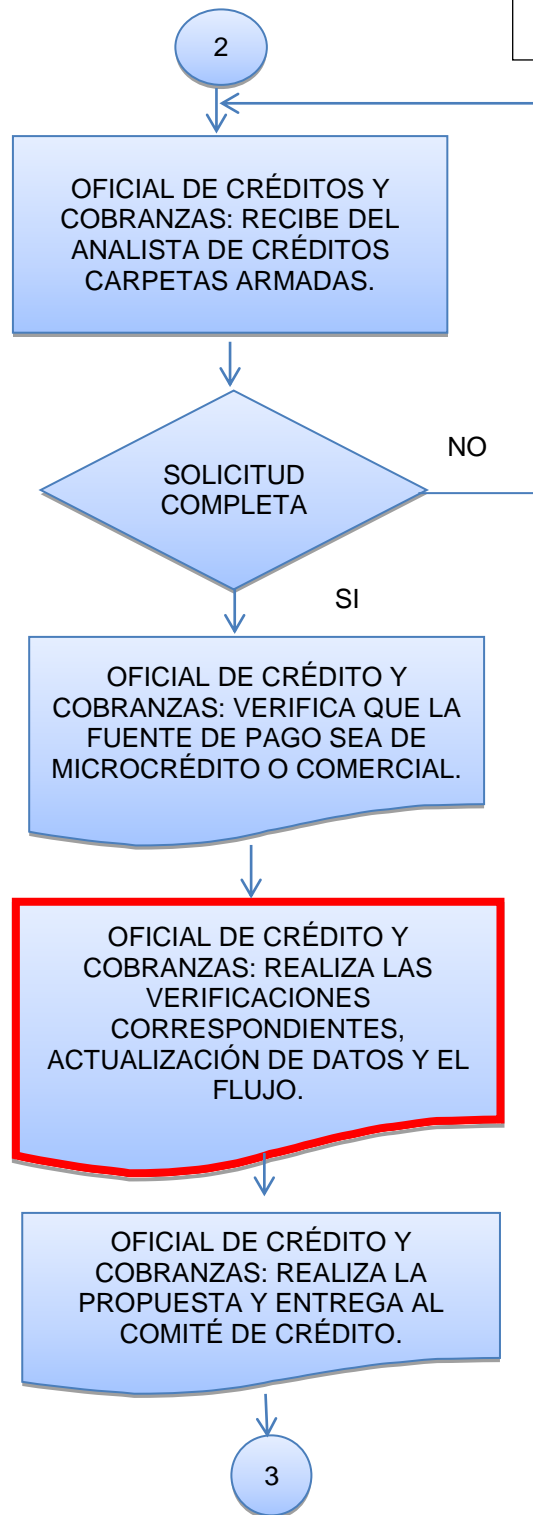 2
OFICIAL DE CRÉDITOS Y
COBRANZAS: RECIBE DEL
ANALISTA DE CRÉDITOS
CARPETAS ARMADAS.
SOLICITUD
COMPLETA
NO
SI
OFICIAL DE CRÉDITO Y
COBRANZAS: VERIFICA QUE LA
FUENTE DE PAGO SEA DE
MICROCRÉDITO O COMERCIAL.
OFICIAL DE CRÉDITO Y
COBRANZAS: REALIZA LAS
VERIFICACIONES
CORRESPONDIENTES,
ACTUALIZACIÓN DE DATOS Y EL
FLUJO.
OFICIAL DE CRÉDITO Y
COBRANZAS: REALIZA LA
PROPUESTA Y ENTREGA AL
COMITÉ DE CRÉDITO.
3